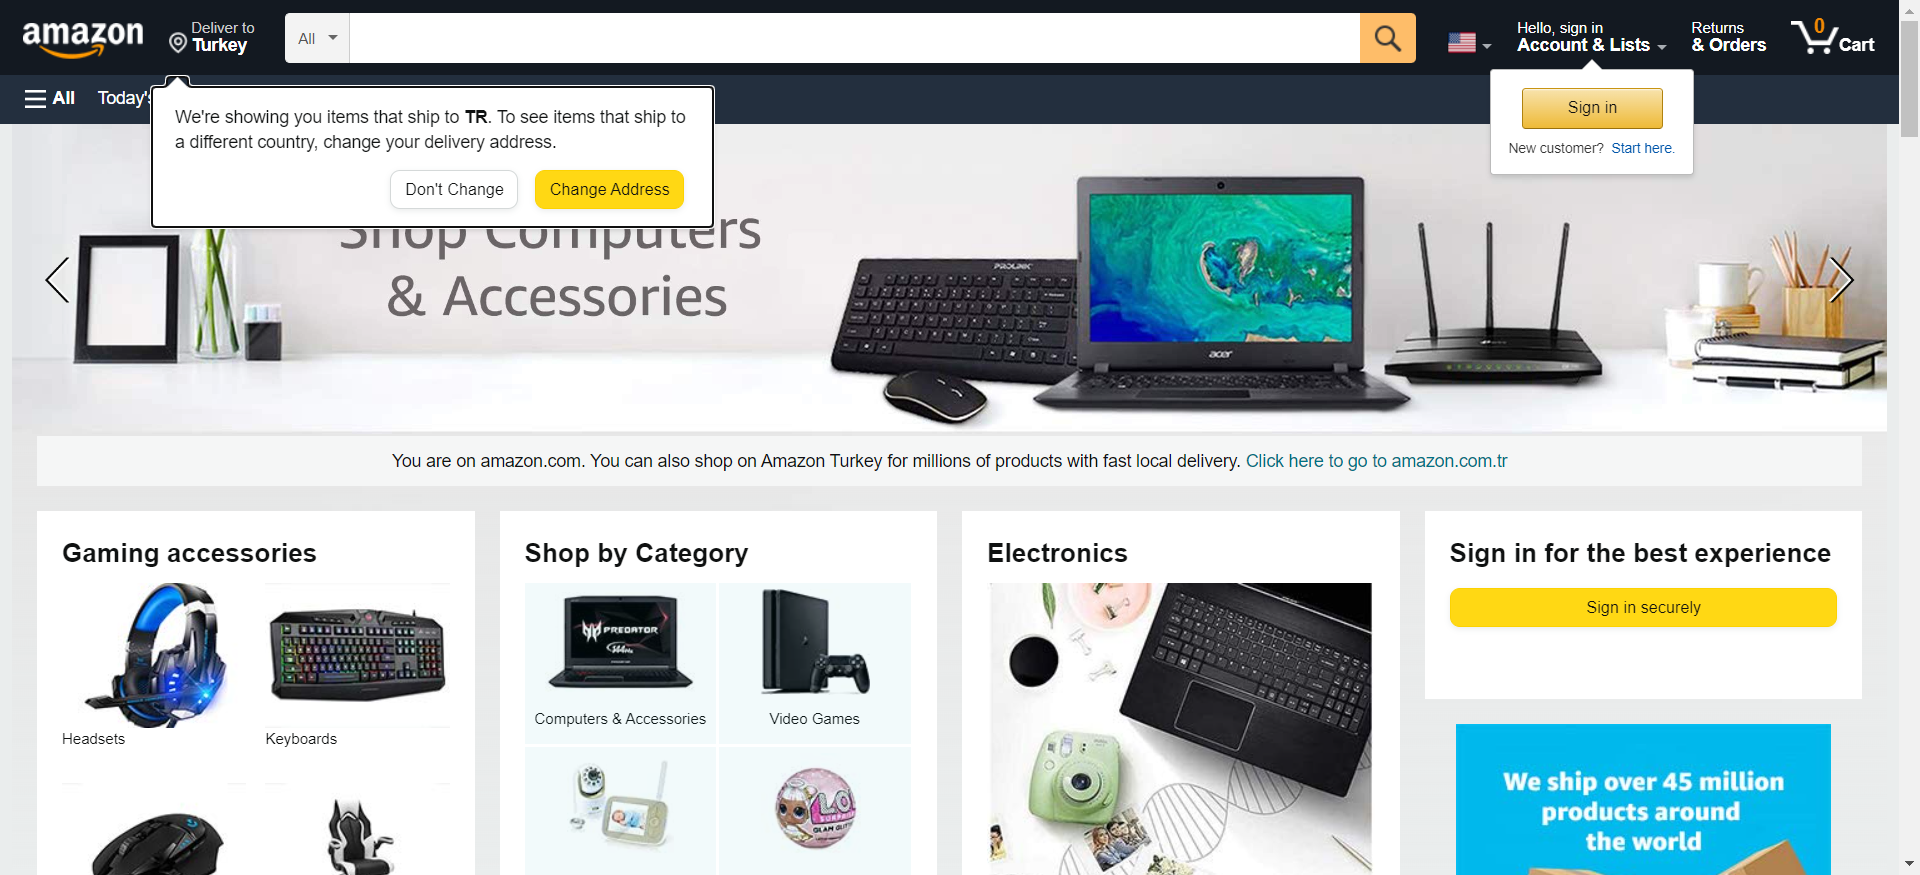 amazon
Deliver to
Turkey
All
Hello, sign in
Account & Lists
Returns
& Orders
0
Cart
All
Today's
We're showing you items that ship to TR. To see items that ship to
a different country, change your delivery address.
Don't Change
Change Address
Sign in
New customer? Start here.
Shop Computers
& Accessories
PROLINK
acer
You are on amazon.com. You can also shop on Amazon Turkey for millions of products with fast local delivery. Click here to go to amazon.com.tr
Gaming accessories
Headsets
Keyboards
Shop by Category
PREDATOR
144Hz
Computers & Accessories
Video Games
L.O.L.
SURPRISE
GLAM GLITTER
Electronics
Sign in for the best experience
Sign in securely
We ship over 45 million
products around
the world